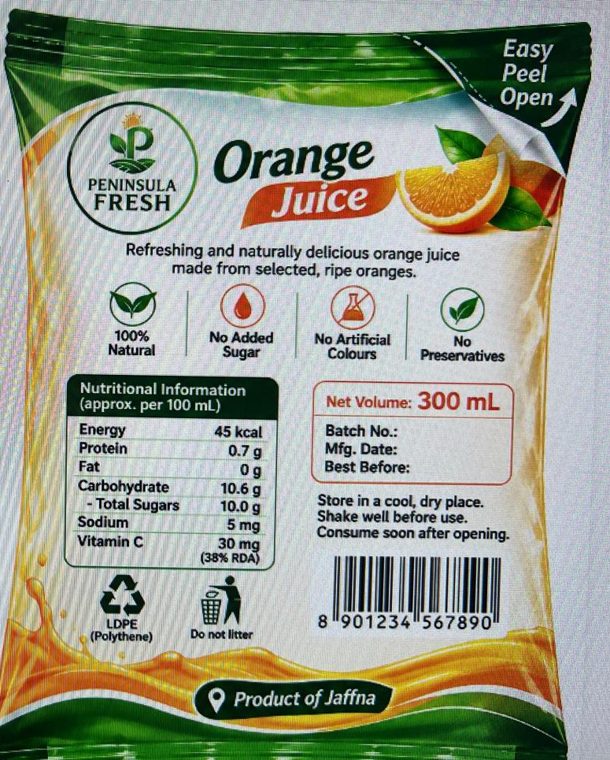 Easy
Peel
Open
PENINSULA
FRESH
Orange
Juice
Refreshing and naturally delicious orange juice
made from selected, ripe oranges.
100%
Natural
No Added
Sugar
No Artificial
Colours
No
Preservatives
Nutritional Information
(approx. per 100 mL)
Energy 45 kcal
Protein 0.7 g
Fat 0 g
Carbohydrate 10.6 g
- Total Sugars 10.0 g
Sodium 5 mg
Vitamin C 30 mg
(38% RDA)
Net Volume: 300 mL
Batch No.:
Mfg. Date:
Best Before:
Store in a cool, dry place.
Shake well before use.
Consume soon after opening.
LDPE
(Polythene)
Do not litter
8 901234 567890
Product of Jaffna